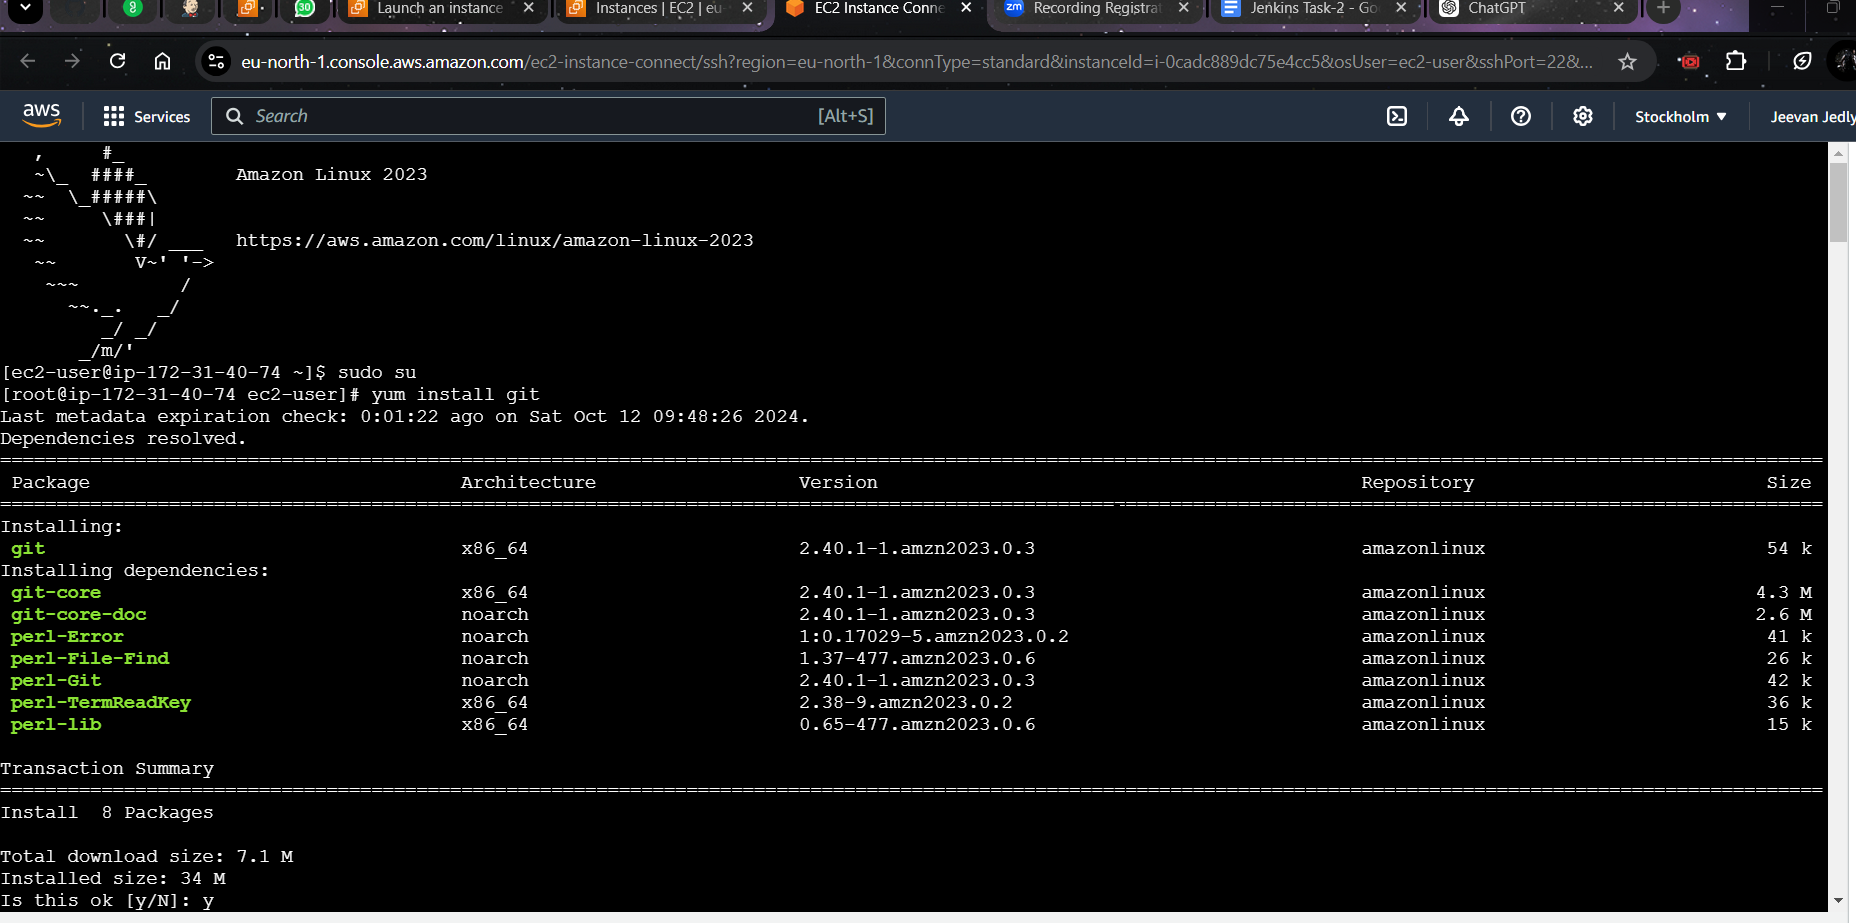 30
Launch an instance
Instances | EC2 | eu-
EC2 Instance Conne
zm
Recording Registrat
Jenkins Task-2 - Go
ChatGPT
eu-north-1.console.aws.amazon.com/ec2-instance-connect/ssh?region=eu-north-1&connType=standard&instanceId=i-0cadc889dc75e4cc5&osUser=ec2-user&sshPort=22&...
aws
Services
Search
[Alt+S]
Stockholm ▼
Jeevan Jedly
   ,     #_
   ~\_  ####_        Amazon Linux 2023
  ~~  \_#####\
  ~~     \###|
  ~~       \#/ ___   https://aws.amazon.com/linux/amazon-linux-2023
   ~~       V~' '->
    ~~~         /
      ~~._.   _/
         _/ _/
       _/m/'
[ec2-user@ip-172-31-40-74 ~]$ sudo su
[root@ip-172-31-40-74 ec2-user]# yum install git
Last metadata expiration check: 0:01:22 ago on Sat Oct 12 09:48:26 2024.
Dependencies resolved.
Package Architecture Version Repository Size
Installing:
git x86_64 2.40.1-1.amzn2023.0.3 amazonlinux 54 k
Installing dependencies:
git-core x86_64 2.40.1-1.amzn2023.0.3 amazonlinux 4.3 M
git-core-doc noarch 2.40.1-1.amzn2023.0.3 amazonlinux 2.6 M
perl-Error noarch 1:0.17029-5.amzn2023.0.2 amazonlinux 41 k
perl-File-Find noarch 1.37-477.amzn2023.0.6 amazonlinux 26 k
perl-Git noarch 2.40.1-1.amzn2023.0.3 amazonlinux 42 k
perl-TermReadKey x86_64 2.38-9.amzn2023.0.2 amazonlinux 36 k
perl-lib x86_64 0.65-477.amzn2023.0.6 amazonlinux 15 k
Transaction Summary
Install  8 Packages
Total download size: 7.1 M
Installed size: 34 M
Is this ok [y/N]: y